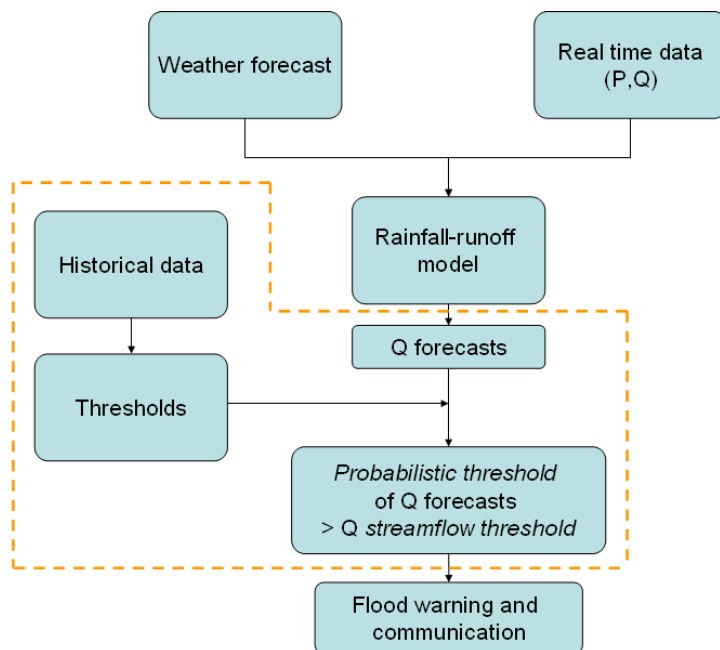 Weather forecast
Real time data
(P,Q)
Rainfall-runoff
model
Historical data
Q forecasts
Thresholds
Probabilistic threshold
of Q forecasts
> Q streamflow threshold
Flood warning and
communication